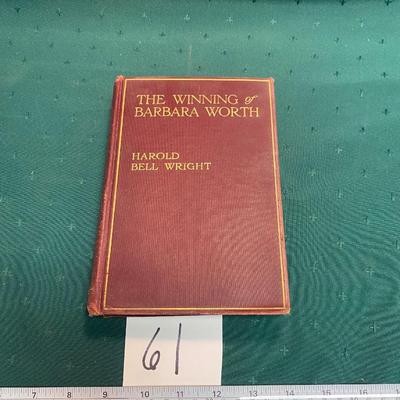 THE WINNING of
BARBARA WORTH
HAROLD
BELL WRIGHT
61
7 8 9 10 11 12 13 14 15 16